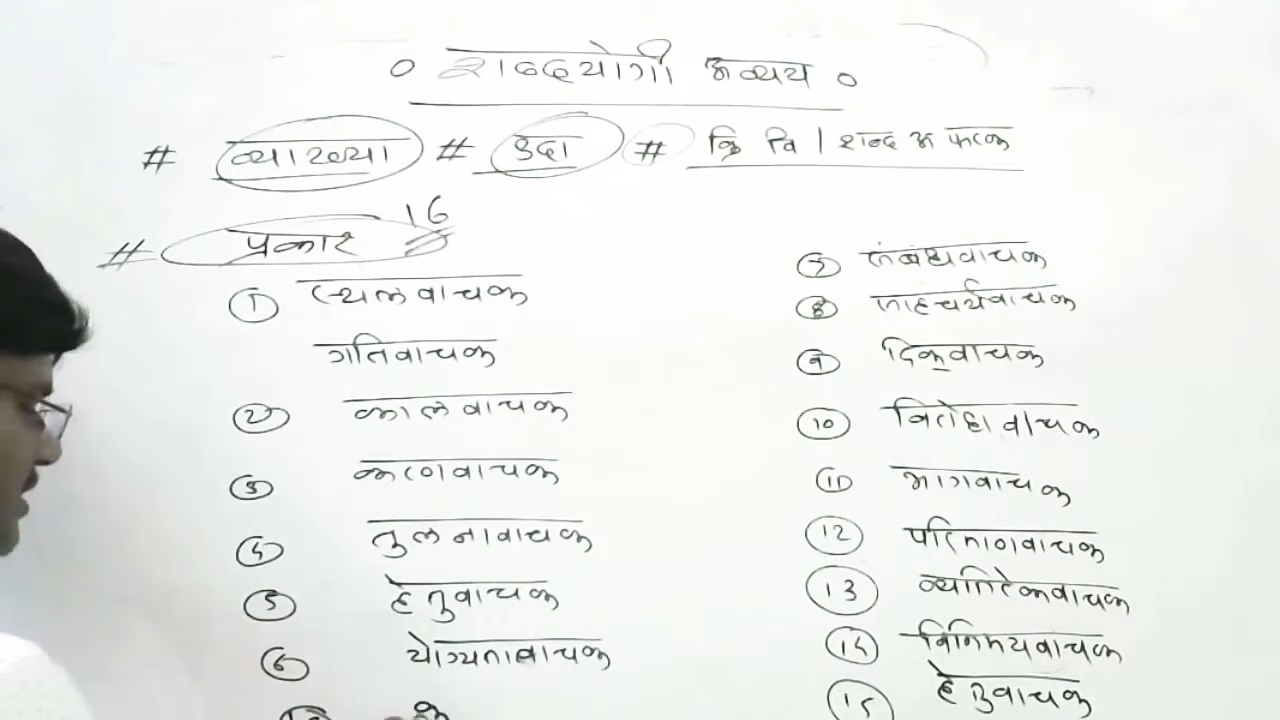 ० शब्दयोगी अव्यय ०
# व्याख्या # उदा # क्रि वि | शब्द अ फरक
# प्रकार 16
① स्थलवाचक
गतिवाचक
② कालवाचक
③ करणवाचक
④ तुलनावाचक
⑤ हेतुवाचक
⑥ योग्यतावाचक
⑦ संबंधवाचक
⑧ साहचर्यवाचक
⑨ दिक्वाचक
⑩ विरोधवाचक
⑪ भागवाचक
⑫ परिमाणवाचक
⑬ व्यतिरेकवाचक
⑭ विनिमयवाचक
⑮ हेतुवाचक